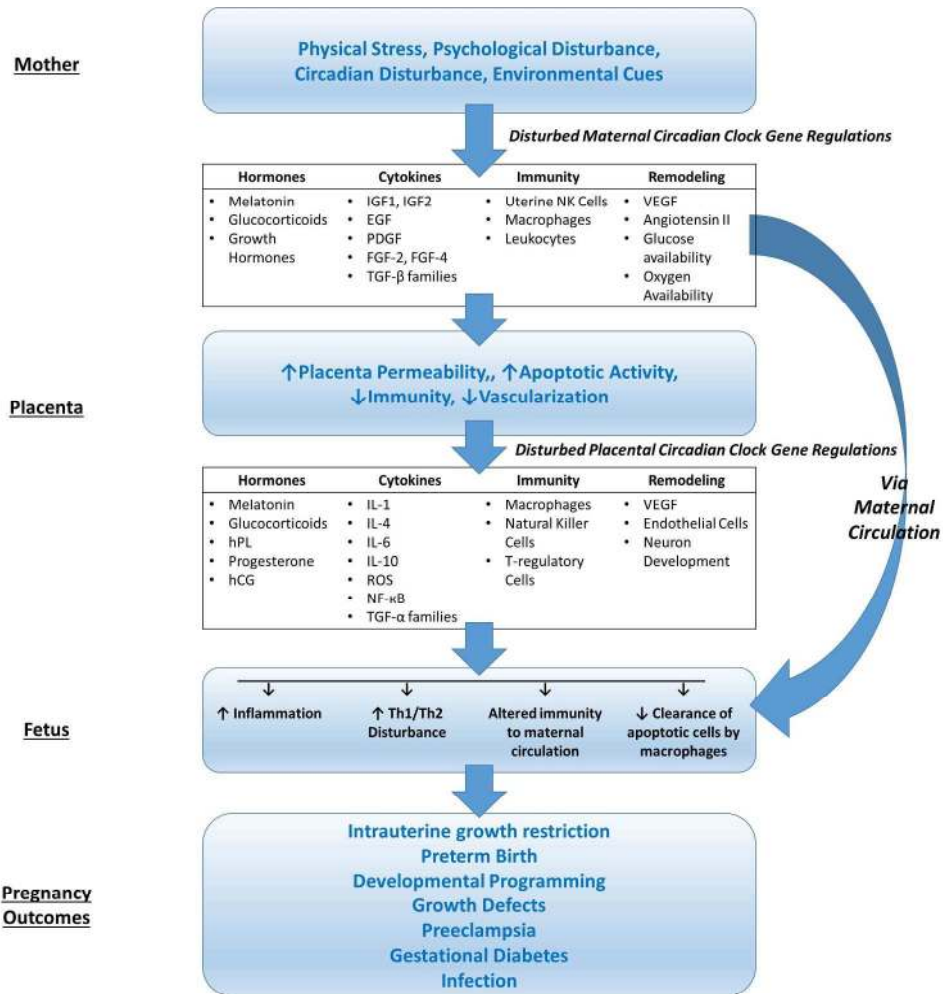 Mother
Physical Stress, Psychological Disturbance,
Circadian Disturbance, Environmental Cues
Disturbed Maternal Circadian Clock Gene Regulations
Hormones
• Melatonin
• Glucocorticoids
• Growth
Hormones
Cytokines
• IGF1, IGF2
• EGF
• PDGF
• FGF-2, FGF-4
• TGF-β families
Immunity
• Uterine NK Cells
• Macrophages
• Leukocytes
Remodeling
• VEGF
• Angiotensin II
• Glucose
availability
• Oxygen
Availability
Placenta
↑Placenta Permeability,, ↑Apoptotic Activity,
↓Immunity, ↓Vascularization
Disturbed Placental Circadian Clock Gene Regulations
Hormones
• Melatonin
• Glucocorticoids
• hPL
• Progesterone
• hCG
Cytokines
• IL-1
• IL-4
• IL-6
• IL-10
• ROS
• NF-κB
• TGF-α families
Immunity
• Macrophages
• Natural Killer
Cells
• T-regulatory
Cells
Remodeling
• VEGF
• Endothelial Cells
• Neuron
Development
Via
Maternal
Circulation
Fetus
↑ Inflammation
↑ Th1/Th2
Disturbance
Altered immunity
to maternal
circulation
↓ Clearance of
apoptotic cells by
macrophages
Pregnancy
Outcomes
Intrauterine growth restriction
Preterm Birth
Developmental Programming
Growth Defects
Preeclampsia
Gestational Diabetes
Infection